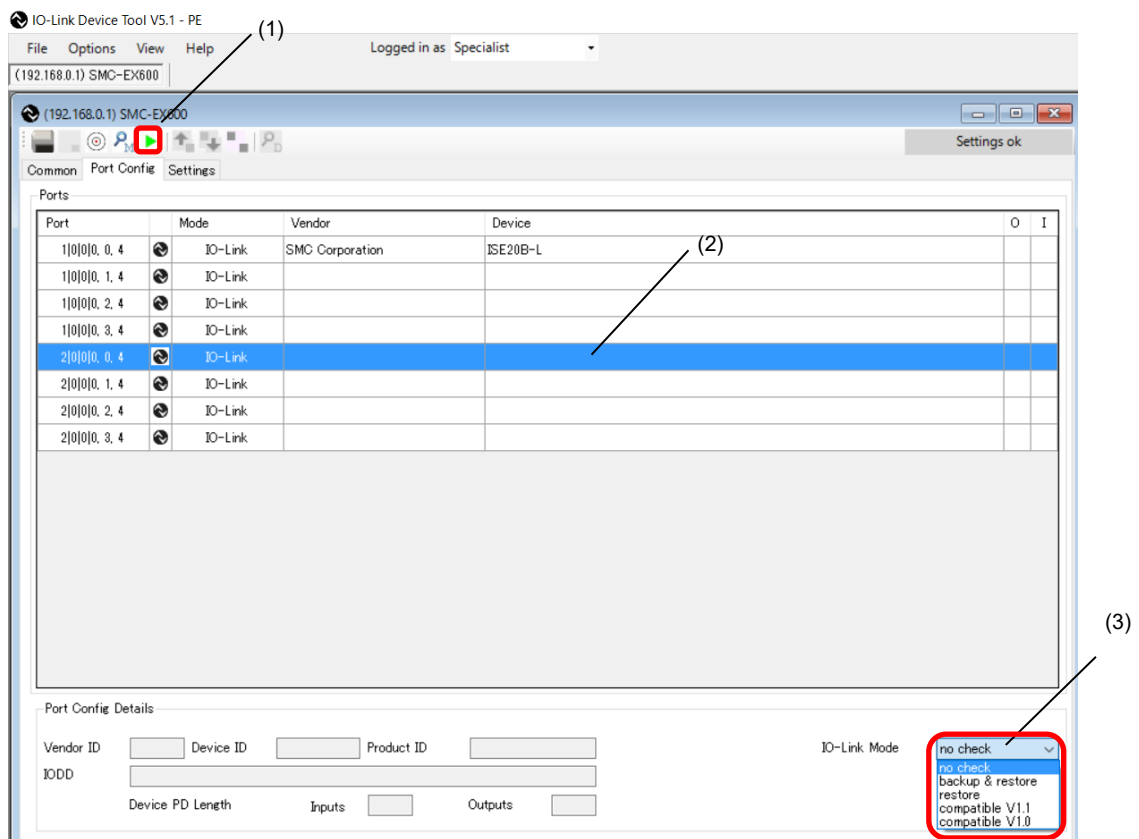 IO-Link Device Tool V5.1 - PE
(1)
File Options View Help Logged in as Specialist
(192.168.0.1) SMC-EX600
(192.168.0.1) SMC-EX600
Settings ok
Common Port Config Settings
Ports
Port Mode Vendor Device O I
1|0|0|0, 0, 4 IO-Link SMC Corporation ISE20B-L
(2)
1|0|0|0, 1, 4 IO-Link
1|0|0|0, 2, 4 IO-Link
1|0|0|0, 3, 4 IO-Link
2|0|0|0, 0, 4 IO-Link
2|0|0|0, 1, 4 IO-Link
2|0|0|0, 2, 4 IO-Link
2|0|0|0, 3, 4 IO-Link
(3)
Port Config Details
Vendor ID Device ID Product ID IO-Link Mode no check
no check
IODD
backup & restore
restore
Device PD Length Inputs Outputs
compatible V1.1
compatible V1.0